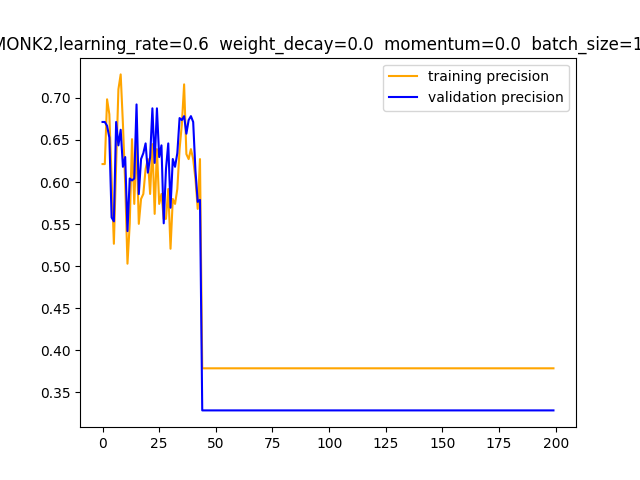 MONK2,learning_rate=0.6 weight_decay=0.0 momentum=0.0 batch_size=1
training precision
validation precision
0.70
0.65
0.60
0.55
0.50
0.45
0.40
0.35
0 25 50 75 100 125 150 175 200